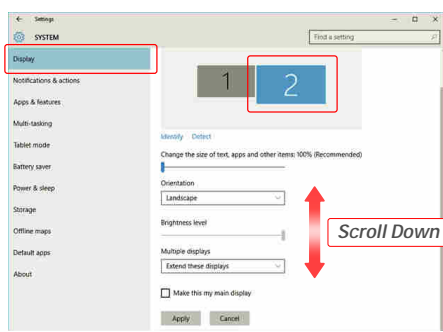 Settings
SYSTEM
Find a setting
Display
Notifications & actions
Apps & features
Multi-tasking
Tablet mode
Battery saver
Power & sleep
Storage
Offline maps
Default apps
About
1
2
Identify Detect
Change the size of text, apps and other items: 100% (Recommended)
Orientation
Landscape
Brightness level
Multiple displays
Extend these displays
Make this my main display
Apply Cancel
Scroll Down